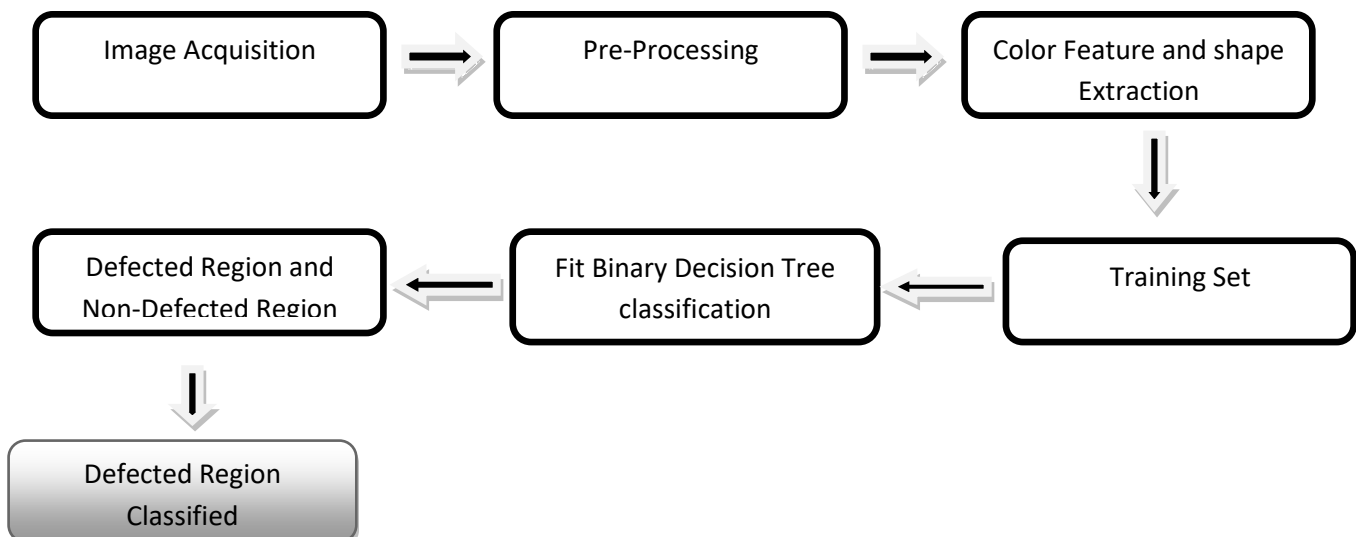 Image Acquisition
Pre-Processing
Color Feature and shape
Extraction
Training Set
Fit Binary Decision Tree
classification
Defected Region and
Non-Defected Region
Defected Region
Classified